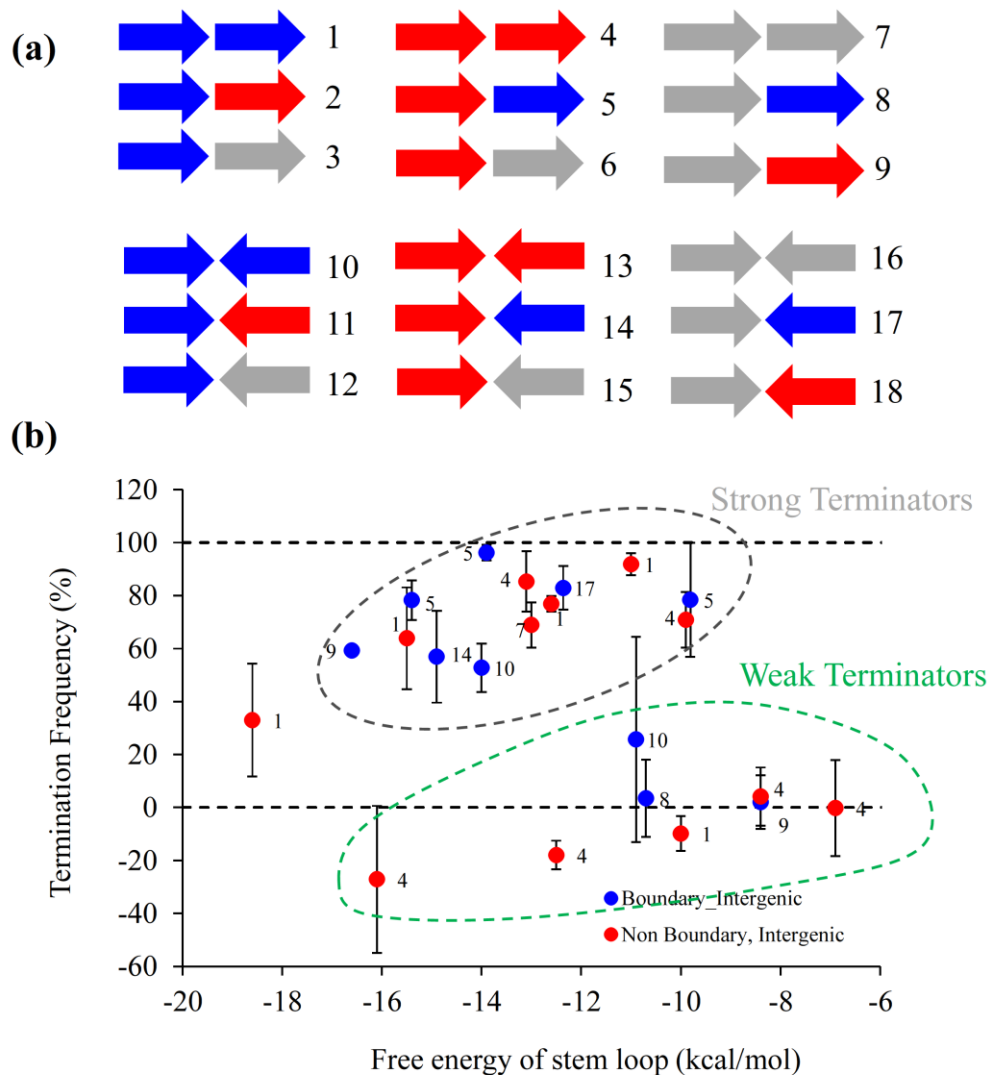 (a)
1 4 7
2 5 8
3 6 9
10 13 16
11 14 17
12 15 18
(b)
Strong Terminators
Weak Terminators
Termination Frequency (%)
120
100
80
60
40
20
0
-20
-40
-60
5
4
1
17
5
1
5
1
4
7
9
14
10
1
10
8
4
9
4
1
4
4
Boundary_Intergenic
Non Boundary, Intergenic
-20 -18 -16 -14 -12 -10 -8 -6
Free energy of stem loop (kcal/mol)